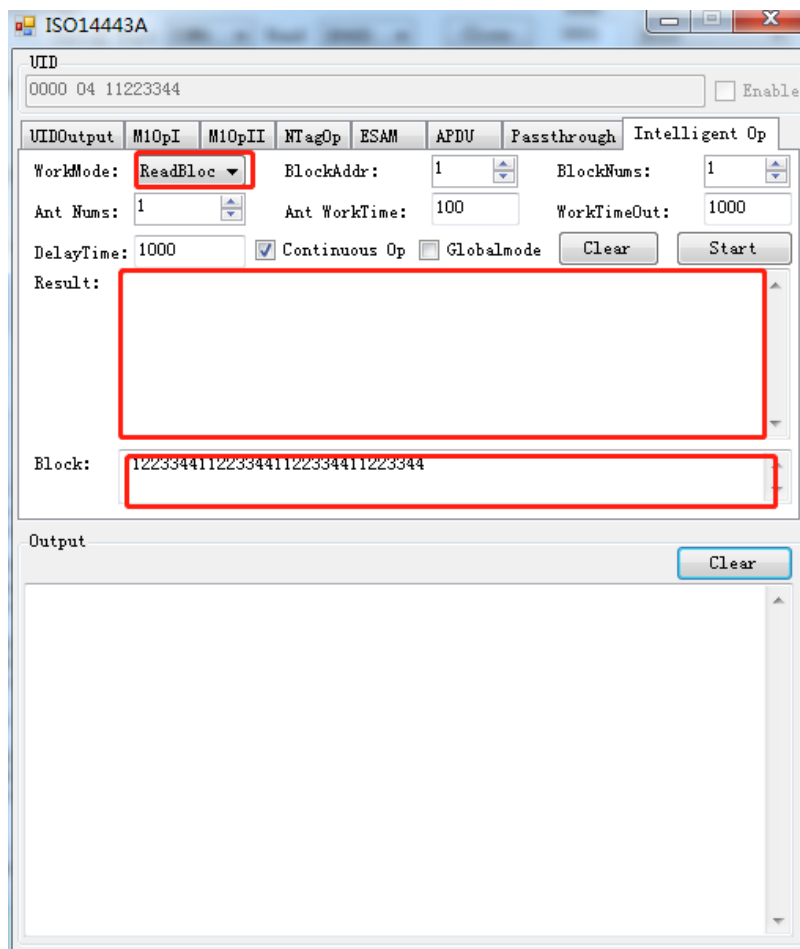 ISO14443A
UID
0000 04 11223344
Enable
UIDOutput M1OpI M1OpII NTagOp ESAM APDU Passthrough Intelligent Op
WorkMode: ReadBloc BlockAddr: 1 BlockNums: 1
Ant Nums: 1 Ant WorkTime: 100 WorkTimeOut: 1000
DelayTime: 1000 Continuous Op Globalmode Clear Start
Result:
Block: 11223344112233441122334411223344
Output
Clear